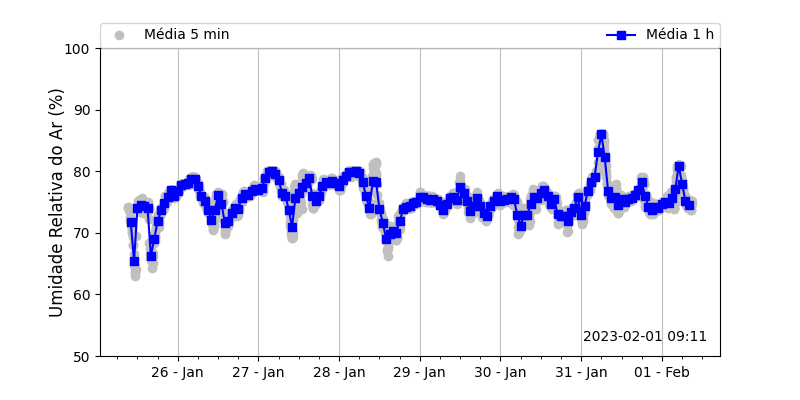 Média 5 min
Média 1 h
100
90
80
70
60
50
Umidade Relativa do Ar (%)
2023-02-01 09:11
26 - Jan
27 - Jan
28 - Jan
29 - Jan
30 - Jan
31 - Jan
01 - Feb